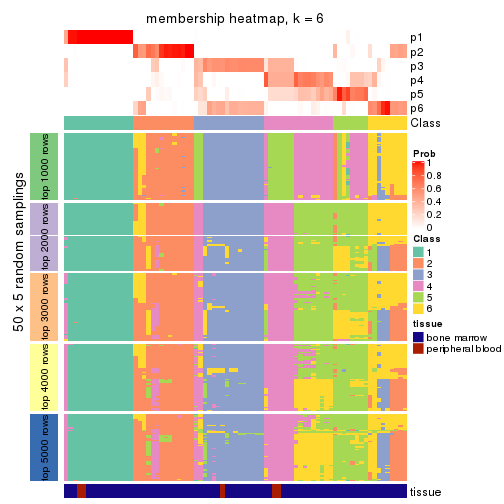 membership heatmap, k = 6
p1
p2
p3
p4
p5
p6
Class
50 x 5 random samplings
top 1000 rows
top 2000 rows
top 3000 rows
top 4000 rows
top 5000 rows
Prob
1
0.8
0.6
0.4
0.2
0
Class
1
2
3
4
5
6
tissue
bone marrow
peripheral blood
tissue